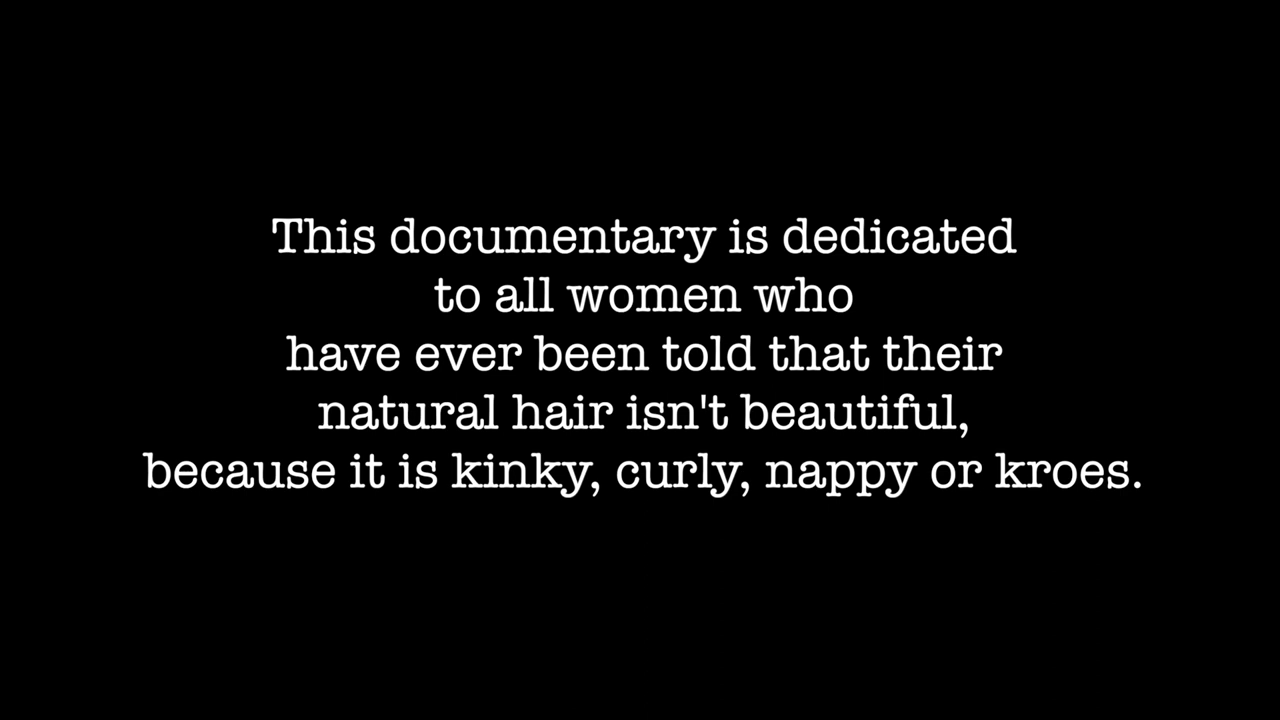 This documentary is dedicated
to all women who
have ever been told that their
natural hair isn't beautiful,
because it is kinky, curly, nappy or kroes.